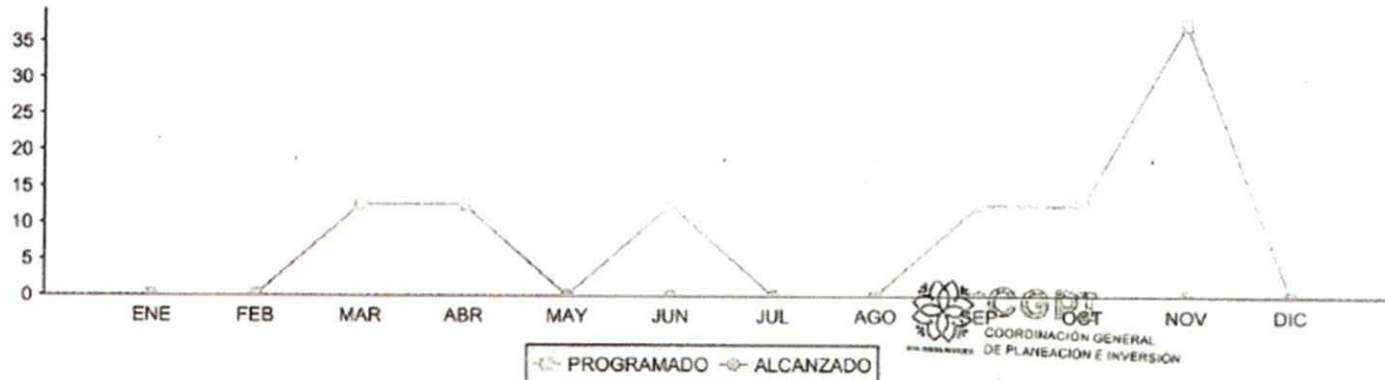 35
30
25
20
15
10
5
0
ENE FEB MAR ABR MAY JUN JUL AGO SEP OCT NOV DIC
CGPI
COORDINACIÓN GENERAL
DE PLANEACIÓN E INVERSIÓN
PROGRAMADO ALCANZADO